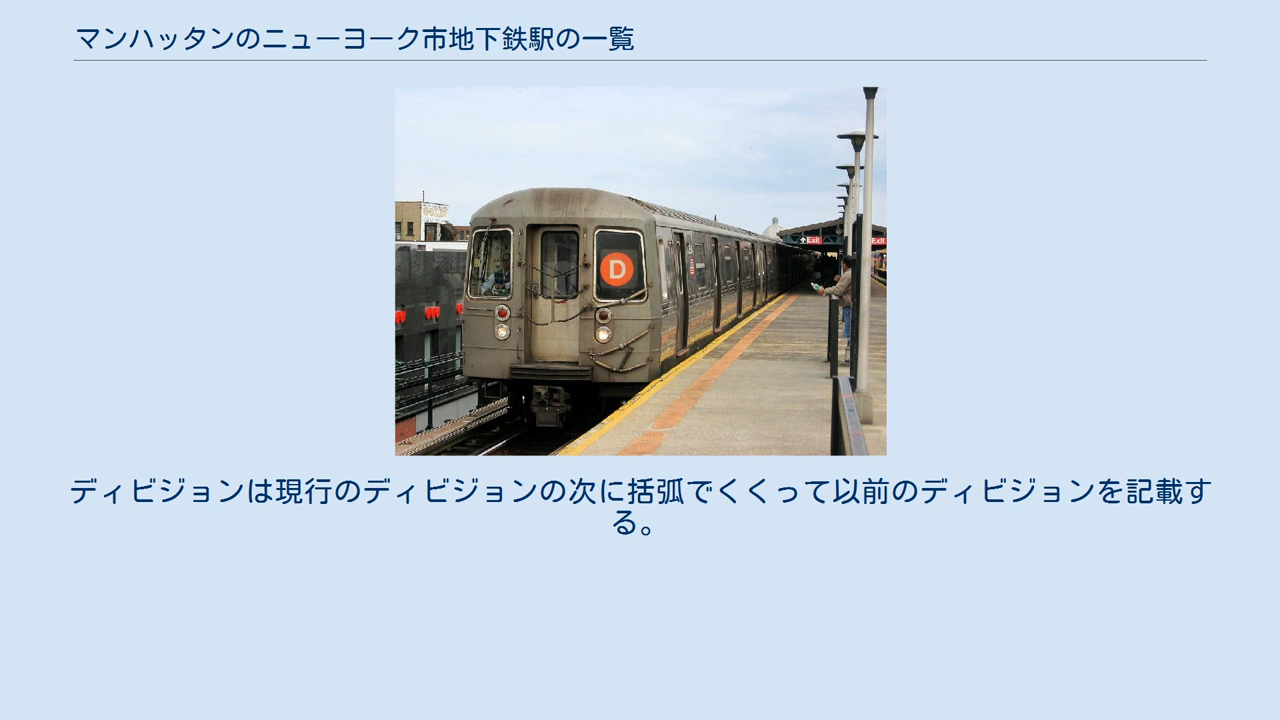 マンハッタンのニューヨーク市地下鉄駅の一覧
D
Exit
Exit
ディビジョンは現行のディビジョンの次に括弧でくくって以前のディビジョンを記載す
る。